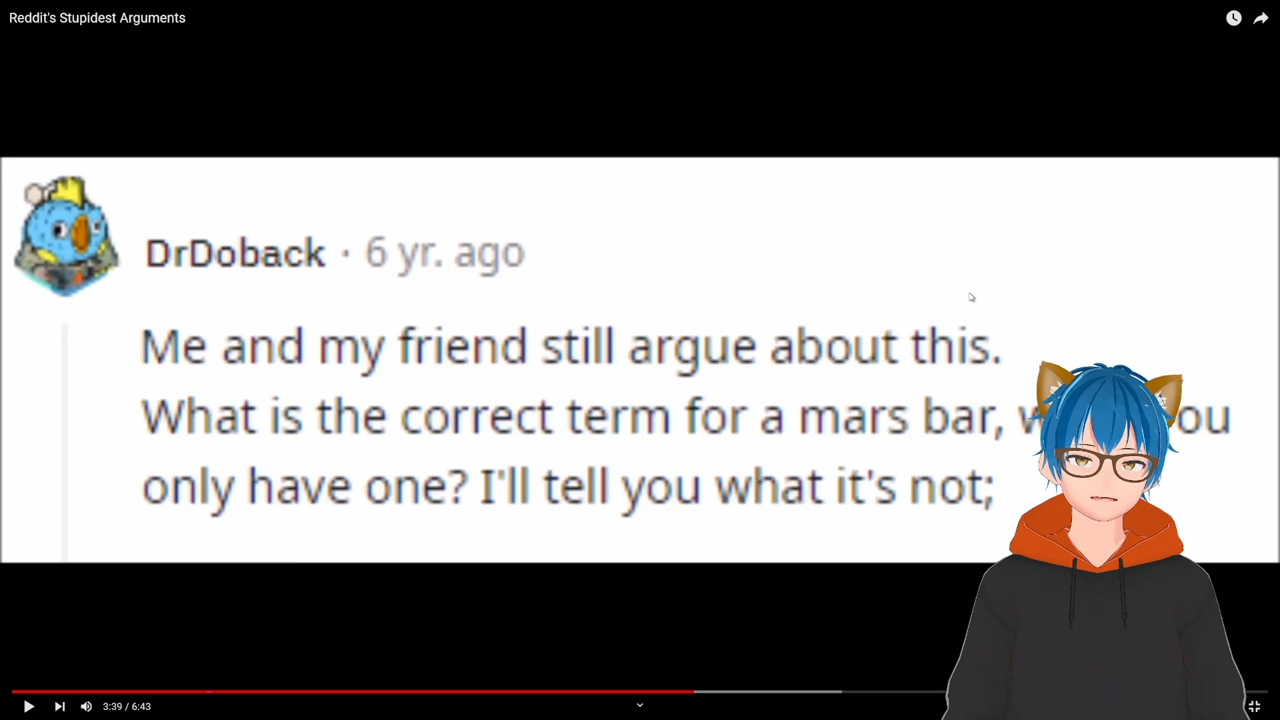 Reddit's Stupidest Arguments
DrDoback · 6 yr. ago
Me and my friend still argue about this.
What is the correct term for a mars bar,
only have one? I'll tell you what it's not;
3:39 / 6:43